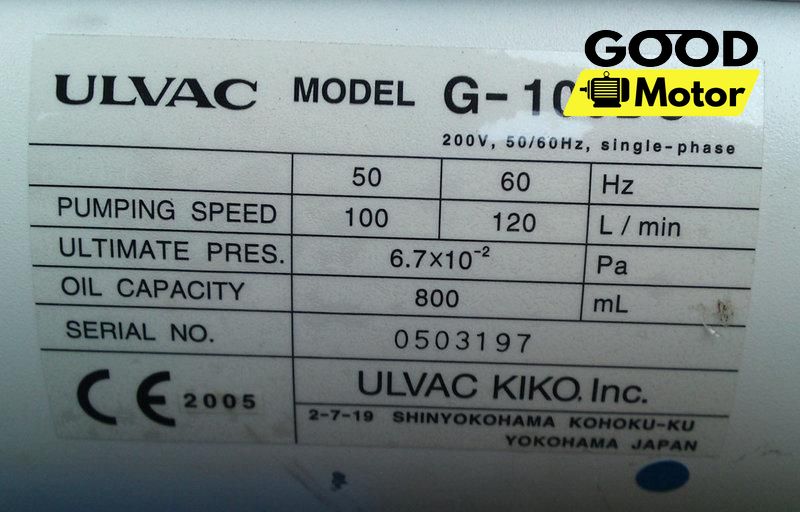 GOOD
Motor
ULVAC MODEL
200V, 50/60Hz, single-phase
50 60 Hz
PUMPING SPEED 100 120 L / min
ULTIMATE PRES. 6.7×10⁻² Pa
OIL CAPACITY 800 mL
SERIAL NO. 0503197
CE 2005
ULVAC KIKO. Inc.
2-7-19 SHINYOKOHAMA KOHOKU-KU
YOKOHAMA JAPAN